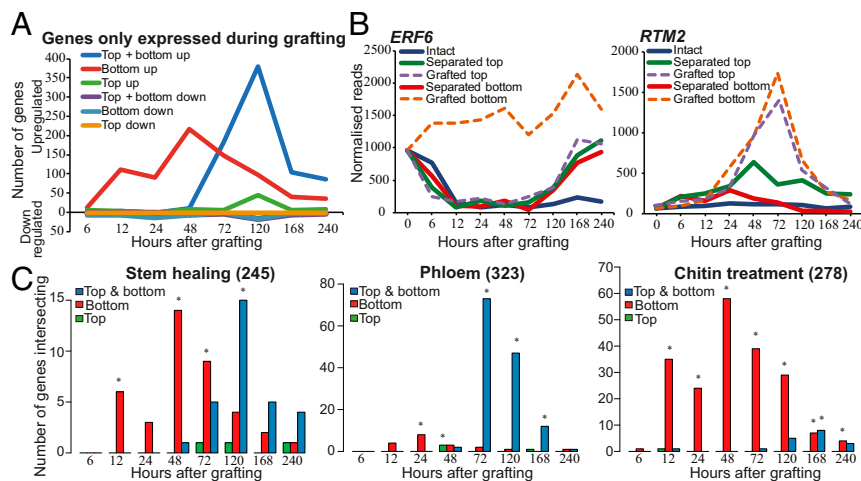 A
Genes only expressed during grafting
Number of genes
Upregulated
Down
regulated
400
350
300
250
200
150
100
50
0
50
Top + bottom up
Bottom up
Top up
Top + bottom down
Bottom down
Top down
6 12 24 48 72 120 168 240
Hours after grafting
B
ERF6
Normalised reads
2500
2000
1500
1000
500
0
Intact
Separated top
Grafted top
Separated bottom
Grafted bottom
0 6 12 24 48 72 120 168 240
Hours after grafting
RTM2
2000
1500
1000
500
0
Intact
Separated top
Grafted top
Separated bottom
Grafted bottom
0 6 12 24 48 72 120 168 240
Hours after grafting
C
Stem healing (245)
Number of genes intersecting
15
10
5
0
Top & bottom
Bottom
Top
* * * *
6 12 24 48 72 120 168 240
Hours after grafting
Phloem (323)
80
60
40
20
0
Top & bottom
Bottom
Top
* * * * *
6 12 24 48 72 120 168 240
Hours after grafting
Chitin treatment (278)
70
60
50
40
30
20
10
0
Top & bottom
Bottom
Top
* * * * * * * *
6 12 24 48 72 120 168 240
Hours after grafting